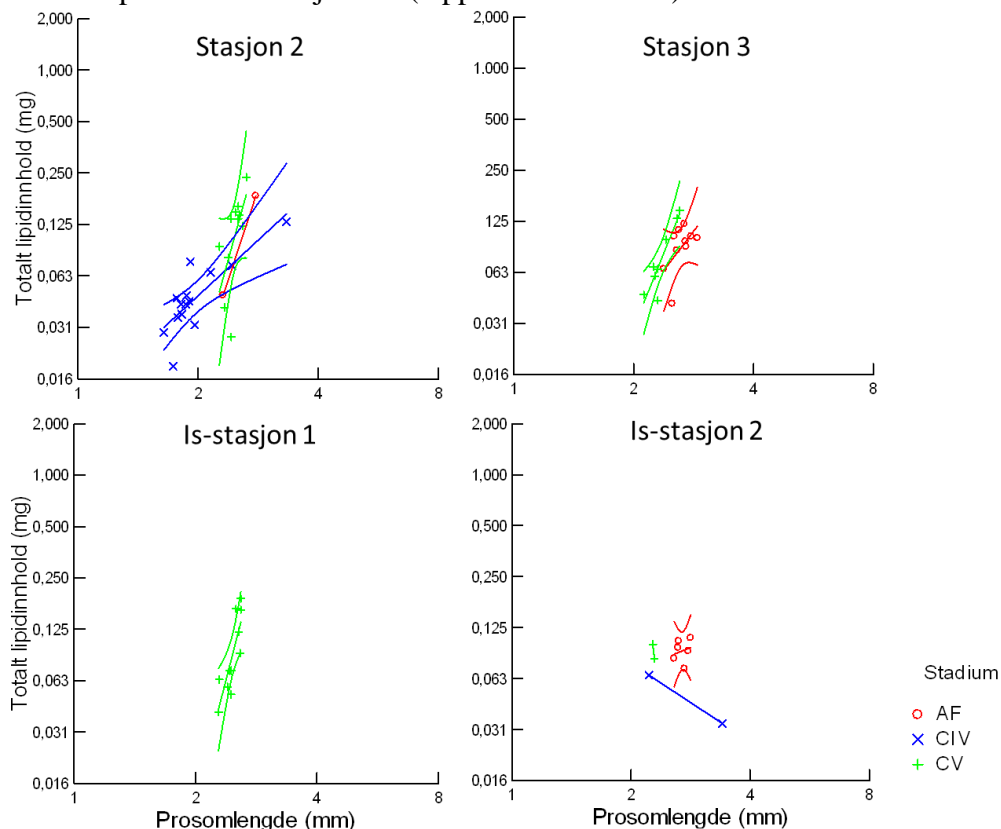 Stasjon 2
Totalt lipidinnhold (mg)
2,000
1,000
0,500
0,250
0,125
0,063
0,031
0,016
1 2 4 8
Stasjon 3
2,000
1.000
500
250
125
063
031
0,016
1 2 4 8
Is-stasjon 1
Totalt lipidinnhold (mg)
2,000
1,000
0,500
0,250
0,125
0,063
0,031
0,016
1 2 4 8
Prosomlengde (mm)
Is-stasjon 2
2,000
1,000
0,500
0,250
0,125
0,063
0,031
0,016
1 2 4 8
Prosomlengde (mm)
Stadium
AF
CIV
CV